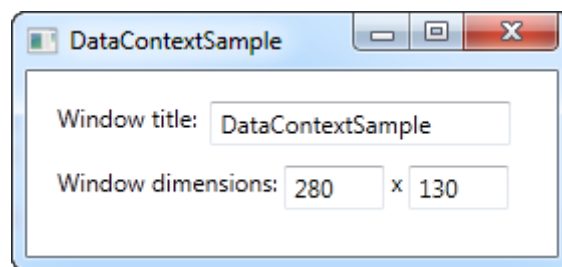 DataContextSample
Window title: DataContextSample
Window dimensions: 280 x 130